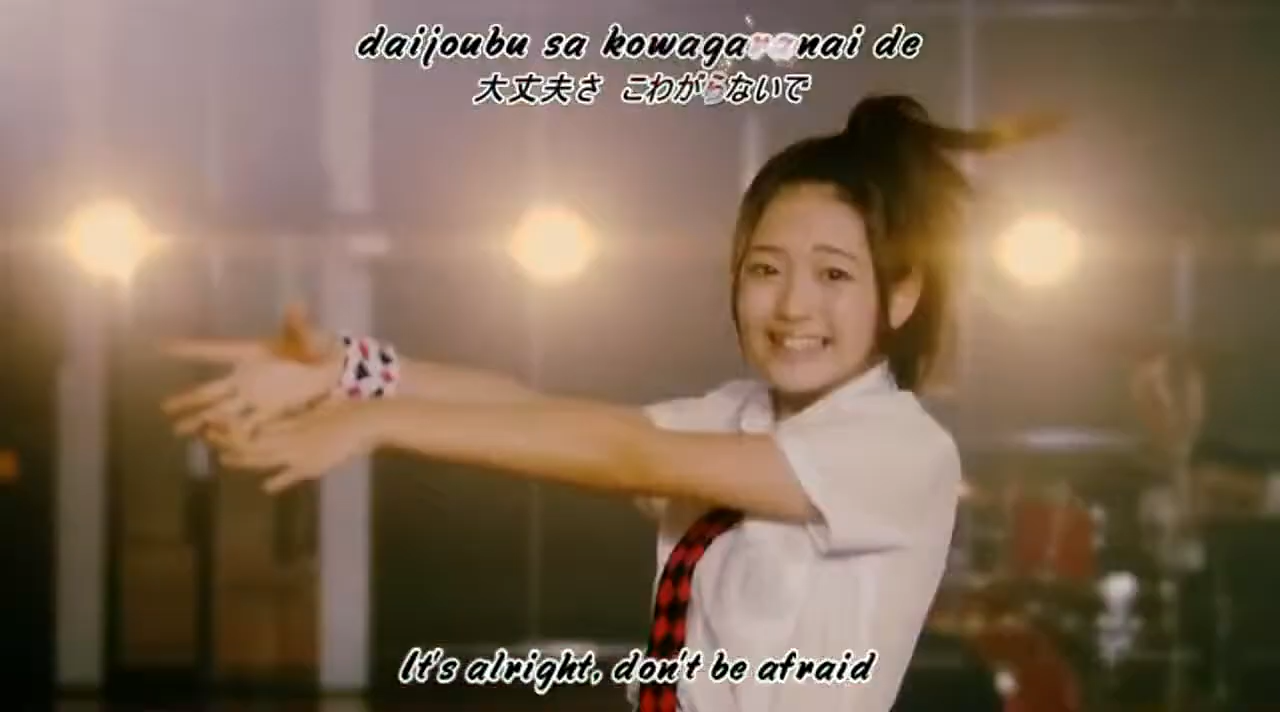 daijoubu sa kowagaranai de
大丈夫さ こわがらないで
It's alright, don't be afraid